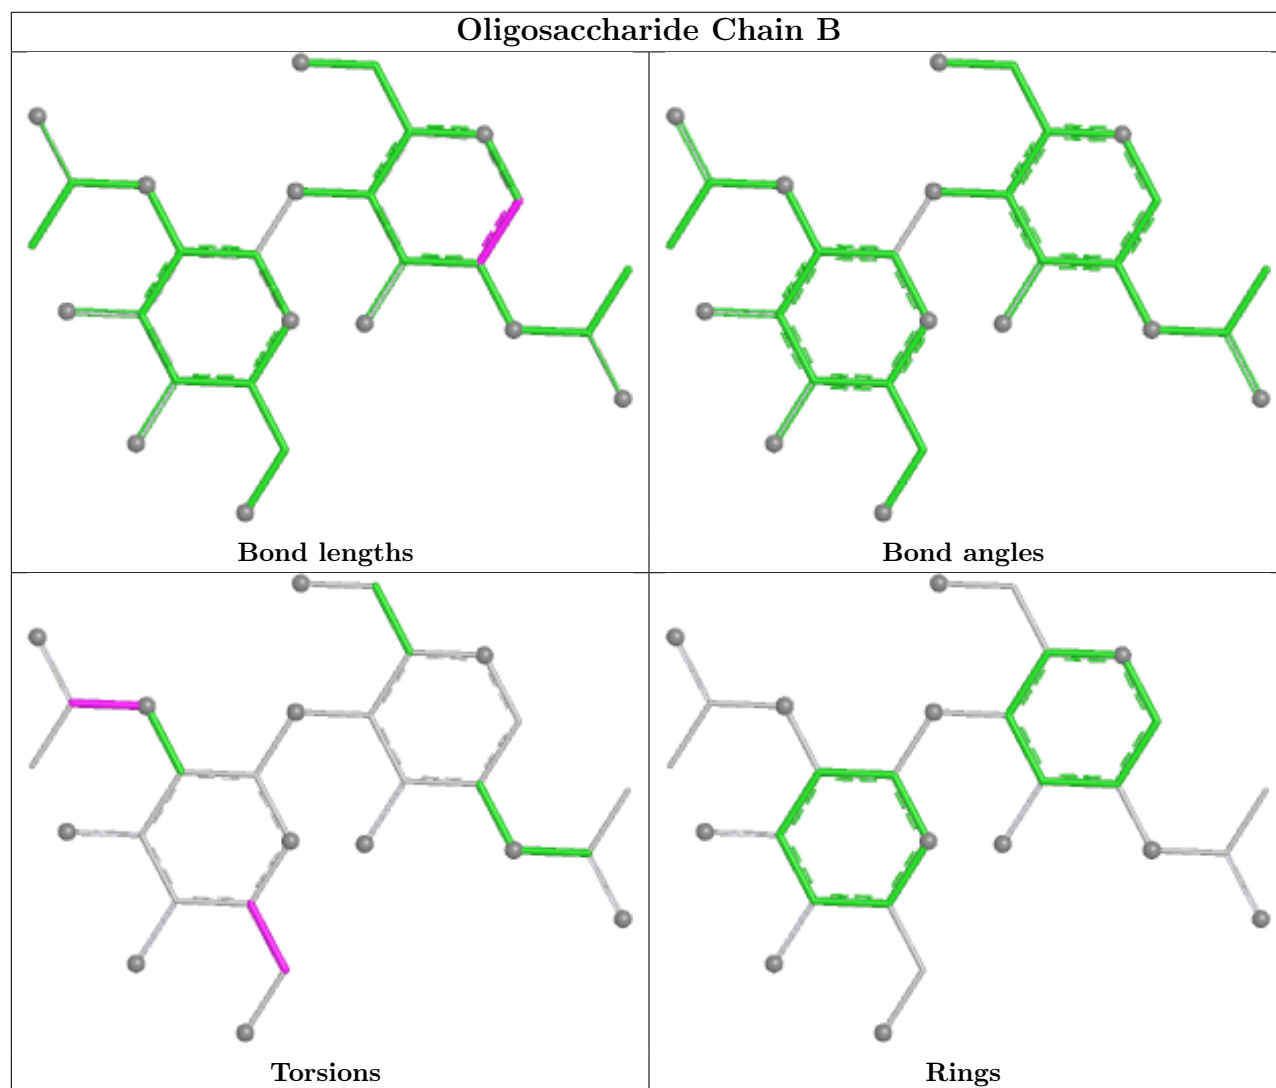 Oligosaccharide Chain B
Bond lengths
Bond angles
Torsions
Rings